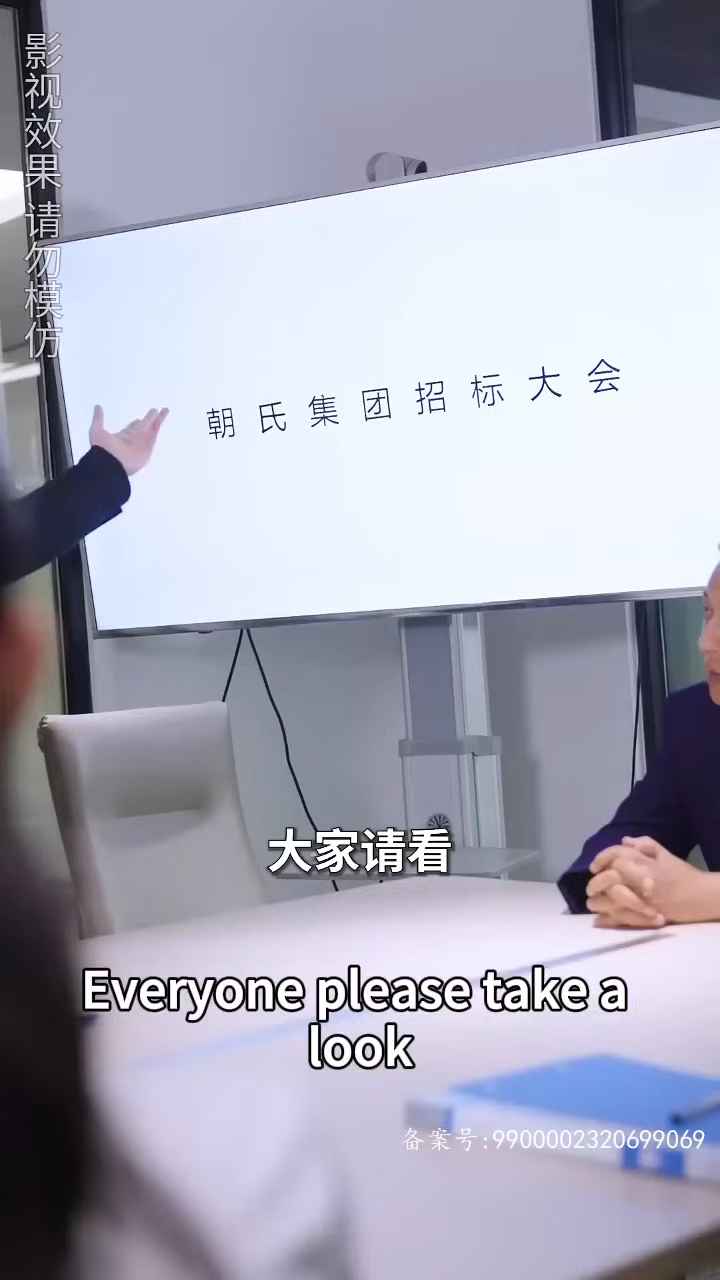 影视效果 请勿模仿
朝氏集团招标大会
大家请看
Everyone please take a
look
备案号:9900002320699069